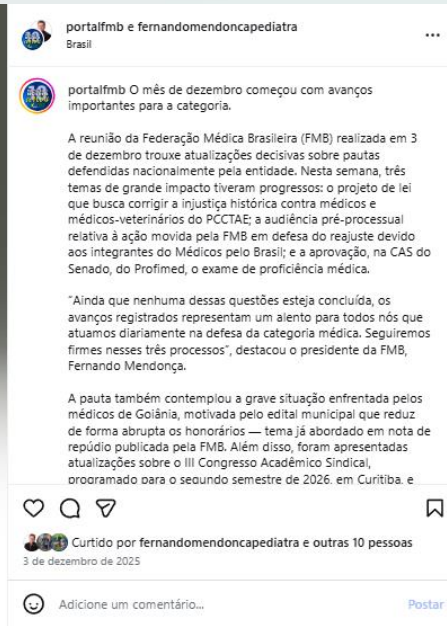 portalfmb e fernandomendoncapediatra
Brasil
portalfmb O mês de dezembro começou com avanços
importantes para a categoria.
A reunião da Federação Médica Brasileira (FMB) realizada em 3
de dezembro trouxe atualizações decisivas sobre pautas
defendidas nacionalmente pela entidade. Nesta semana, três
temas de grande impacto tiveram progressos: o projeto de lei
que busca corrigir a injustiça histórica contra médicos e
médicos-veterinários do PCCTAE; a audiência pré-processual
relativa à ação movida pela FMB em defesa do reajuste devido
aos integrantes do Médicos pelo Brasil; e a aprovação, na CAS do
Senado, do Profimed, o exame de proficiência médica.
"Ainda que nenhuma dessas questões esteja concluída, os
avanços registrados representam um alento para todos nós que
atuamos diariamente na defesa da categoria médica. Seguiremos
firmes nesses três processos", destacou o presidente da FMB,
Fernando Mendonça.
A pauta também contemplou a grave situação enfrentada pelos
médicos de Goiânia, motivada pelo edital municipal que reduz
de forma abrupta os honorários — tema já abordado em nota de
repúdio publicada pela FMB. Além disso, foram apresentadas
atualizações sobre o III Congresso Acadêmico Sindical,
programado para o segundo semestre de 2026, em Curitiba, e
Curtido por fernandomendoncapediatra e outras 10 pessoas
3 de dezembro de 2025
Adicione um comentário...
Postar